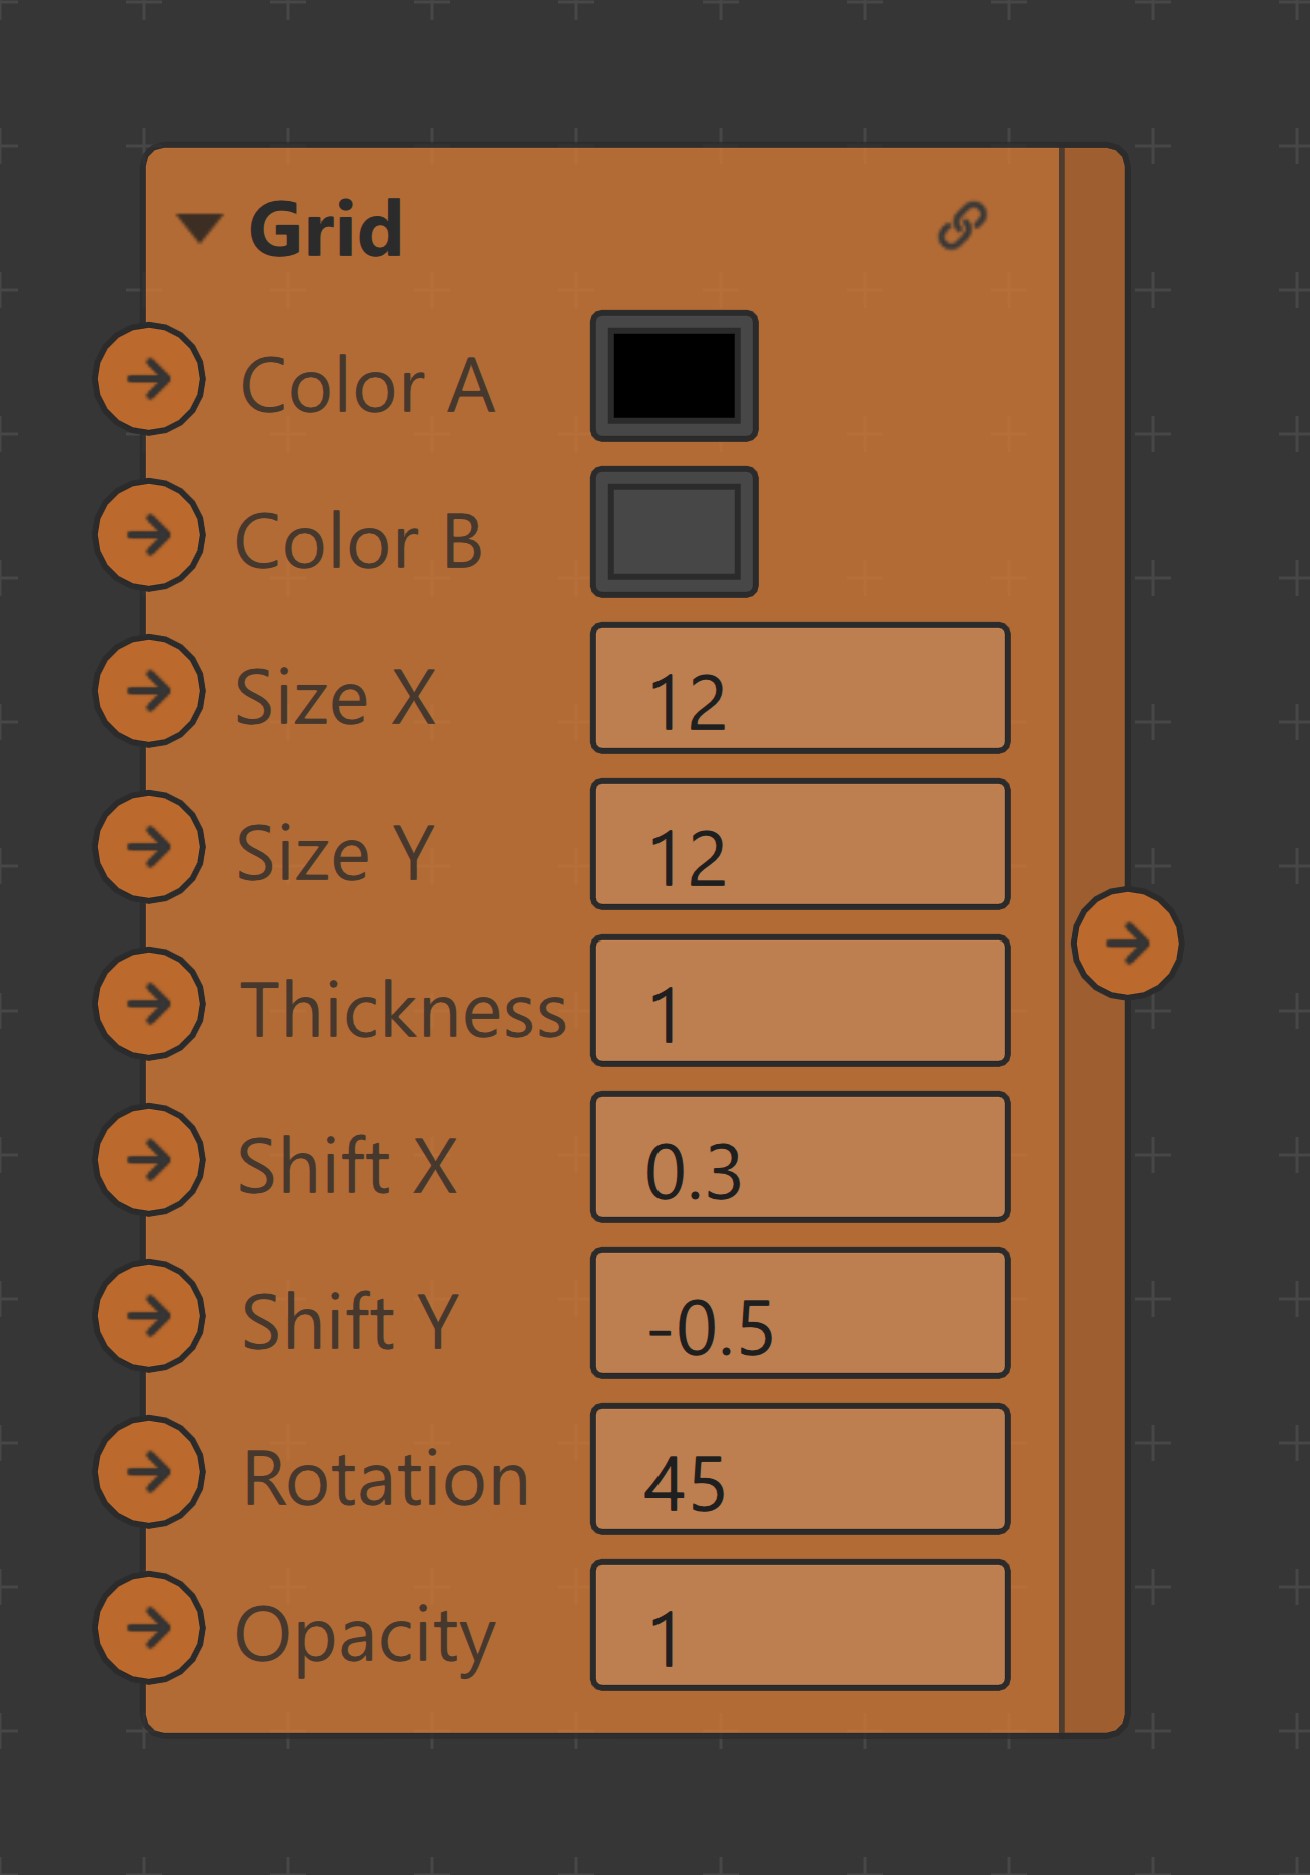 Grid
Color A
Color B
Size X 12
Size Y 12
Thickness 1
Shift X 0.3
Shift Y -0.5
Rotation 45
Opacity 1